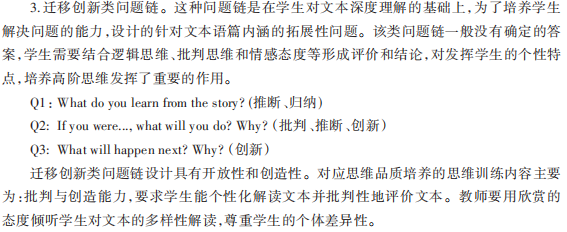 3.迁移创新类问题链。这种问题链是在学生对文本深度理解的基础上，为了培养学生
解决问题的能力，设计的针对文本语篇内涵的拓展性问题。该类问题链一般没有确定的答
案，学生需要结合逻辑思维、批判思维和情感态度等形成评价和结论，对发挥学生的个性特
点，培养高阶思维发挥了重要的作用。
Q1: What do you learn from the story?（推断、归纳）
Q2: If you were..., what will you do? Why?（批判、推断、创新）
Q3: What will happen next? Why?（创新）
迁移创新类问题链设计具有开放性和创造性。对应思维品质培养的思维训练内容主要
为：批判与创造能力，要求学生能个性化解读文本并批判性地评价文本。教师要用欣赏的
态度倾听学生对文本的多样性解读，尊重学生的个体差异性。